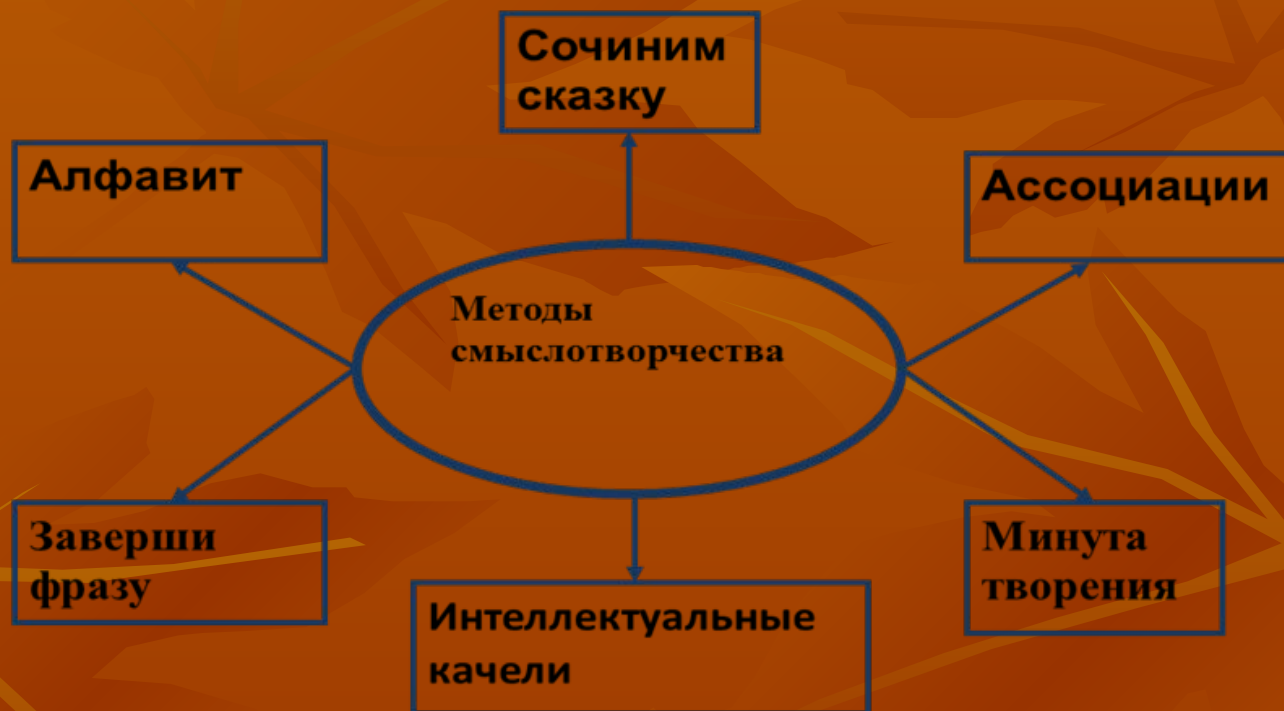 Сочиним
сказку
Алфавит
Ассоциации
Методы
смыслотворчества
Заверши
фразу
Минута
творения
Интеллектуальные
качели